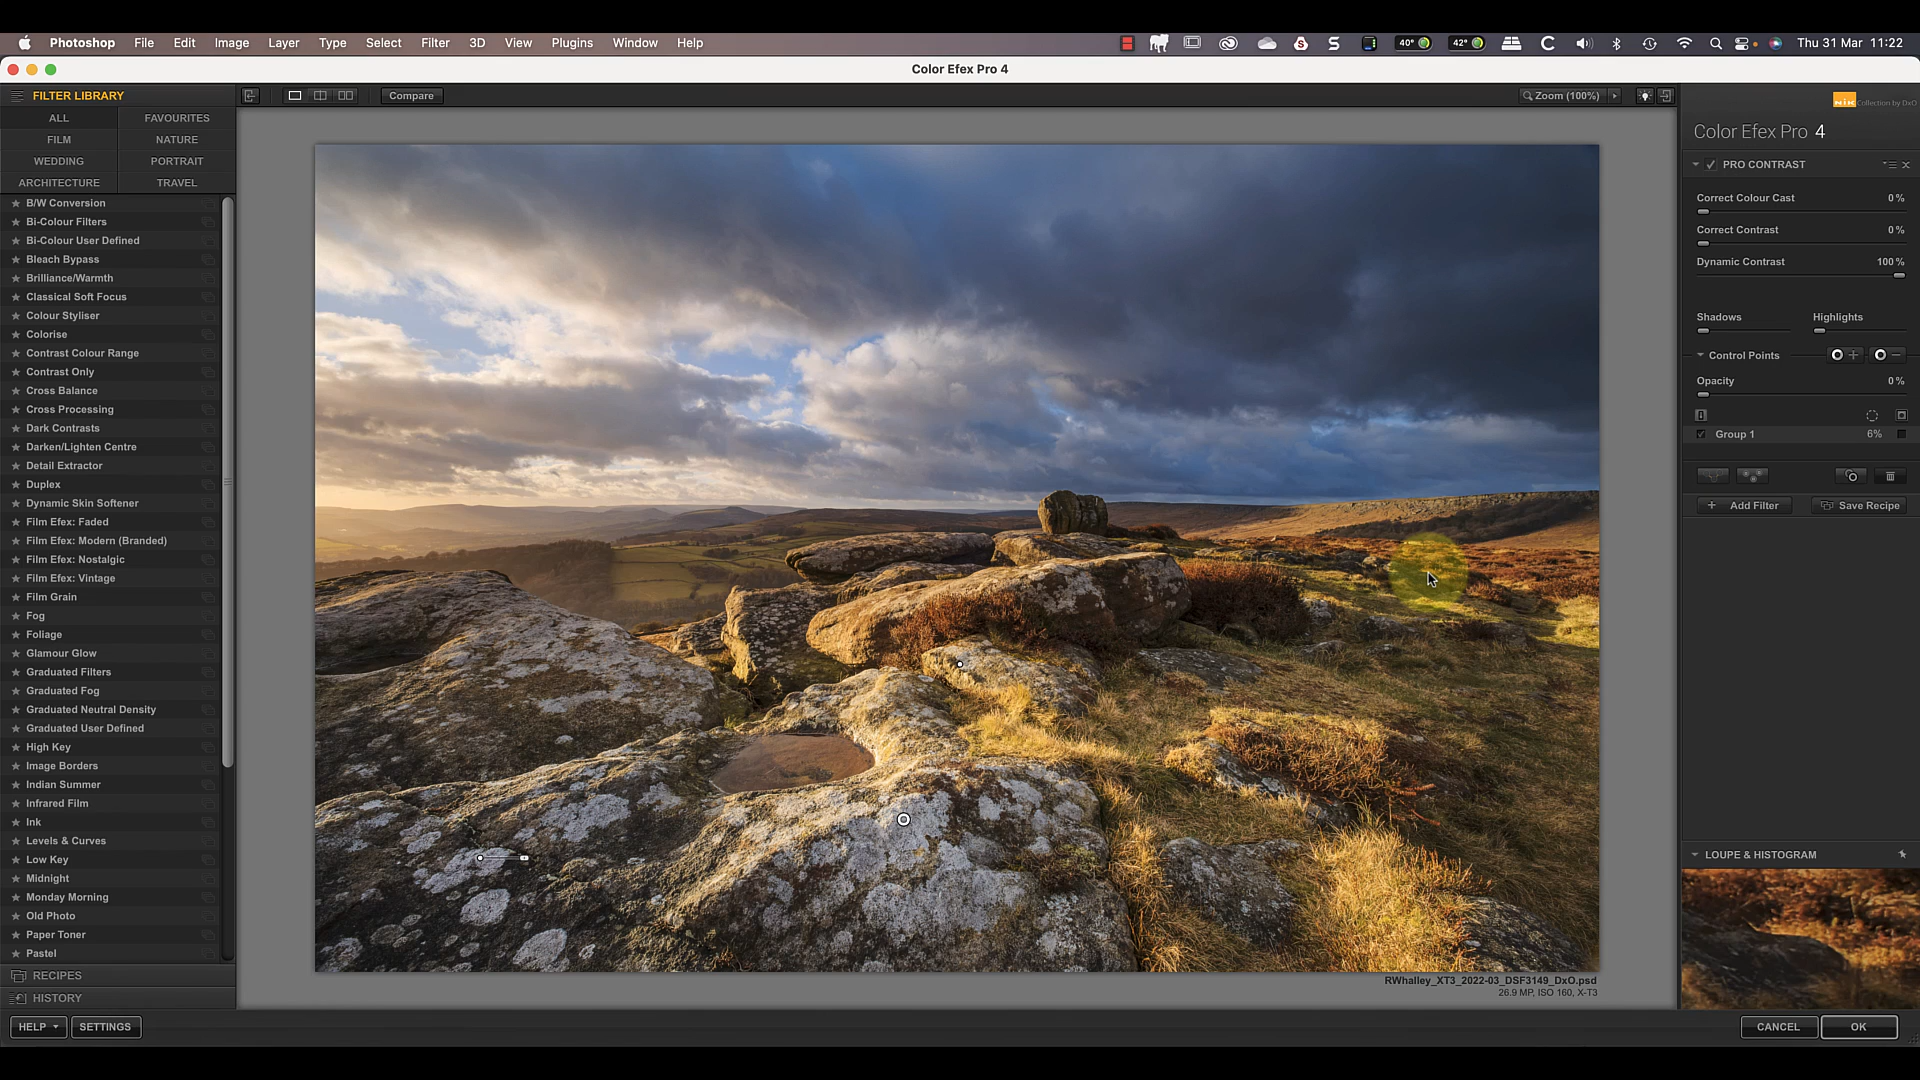 Photoshop File Edit Image Layer Type Select Filter 3D View Plugins Window Help 40° 42° Thu 31 Mar 11:22
Color Efex Pro 4
FILTER LIBRARY
Compare
Zoom (100%)
Nik Collection by DxO
ALL FAVOURITES
FILM NATURE
WEDDING PORTRAIT
ARCHITECTURE TRAVEL
B/W Conversion
Bi-Colour Filters
Bi-Colour User Defined
Bleach Bypass
Brilliance/Warmth
Classical Soft Focus
Colour Styliser
Colorise
Contrast Colour Range
Contrast Only
Cross Balance
Cross Processing
Dark Contrasts
Darken/Lighten Centre
Detail Extractor
Duplex
Dynamic Skin Softener
Film Efex: Faded
Film Efex: Modern (Branded)
Film Efex: Nostalgic
Film Efex: Vintage
Film Grain
Fog
Foliage
Glamour Glow
Graduated Filters
Graduated Fog
Graduated Neutral Density
Graduated User Defined
High Key
Image Borders
Indian Summer
Infrared Film
Ink
Levels & Curves
Low Key
Midnight
Monday Morning
Old Photo
Paper Toner
Pastel
RECIPES
HISTORY
HELP SETTINGS
RWhalley_XT3_2022-03_DSF3149_DxO.psd
26.9 MP, ISO 160, X-T3
Color Efex Pro 4
PRO CONTRAST
Correct Colour Cast 0 %
Correct Contrast 0 %
Dynamic Contrast 100 %
Shadows Highlights
Control Points
Opacity 0 %
Group 1 6%
Add Filter Save Recipe
LOUPE & HISTOGRAM
CANCEL OK